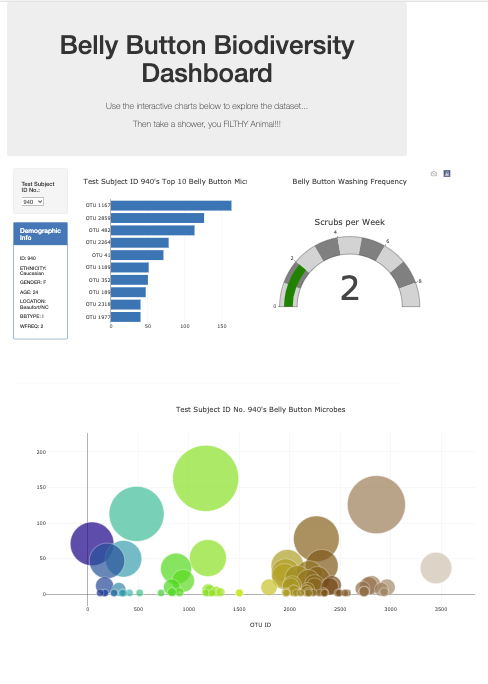 Belly Button Biodiversity
Dashboard
Use the interactive charts below to explore the dataset...
Then take a shower, you FILTHY Animal!!!
Test Subject
ID No.:
940
Demographic
Info
ID: 940
ETHNICITY:
Caucasian
GENDER: F
AGE: 24
LOCATION:
Beaufort/NC
BBTYPE: I
WFREQ: 2
Test Subject ID 940's Top 10 Belly Button Mic
OTU 1167
OTU 2859
OTU 482
OTU 2264
OTU 41
OTU 1189
OTU 352
OTU 189
OTU 2318
OTU 1977
0 50 100 150
Belly Button Washing Frequency
Scrubs per Week
0
2
4
6
8
2
Test Subject ID No. 940's Belly Button Microbes
200
150
100
50
0
0 500 1000 1500 2000 2500 3000 3500
OTU ID